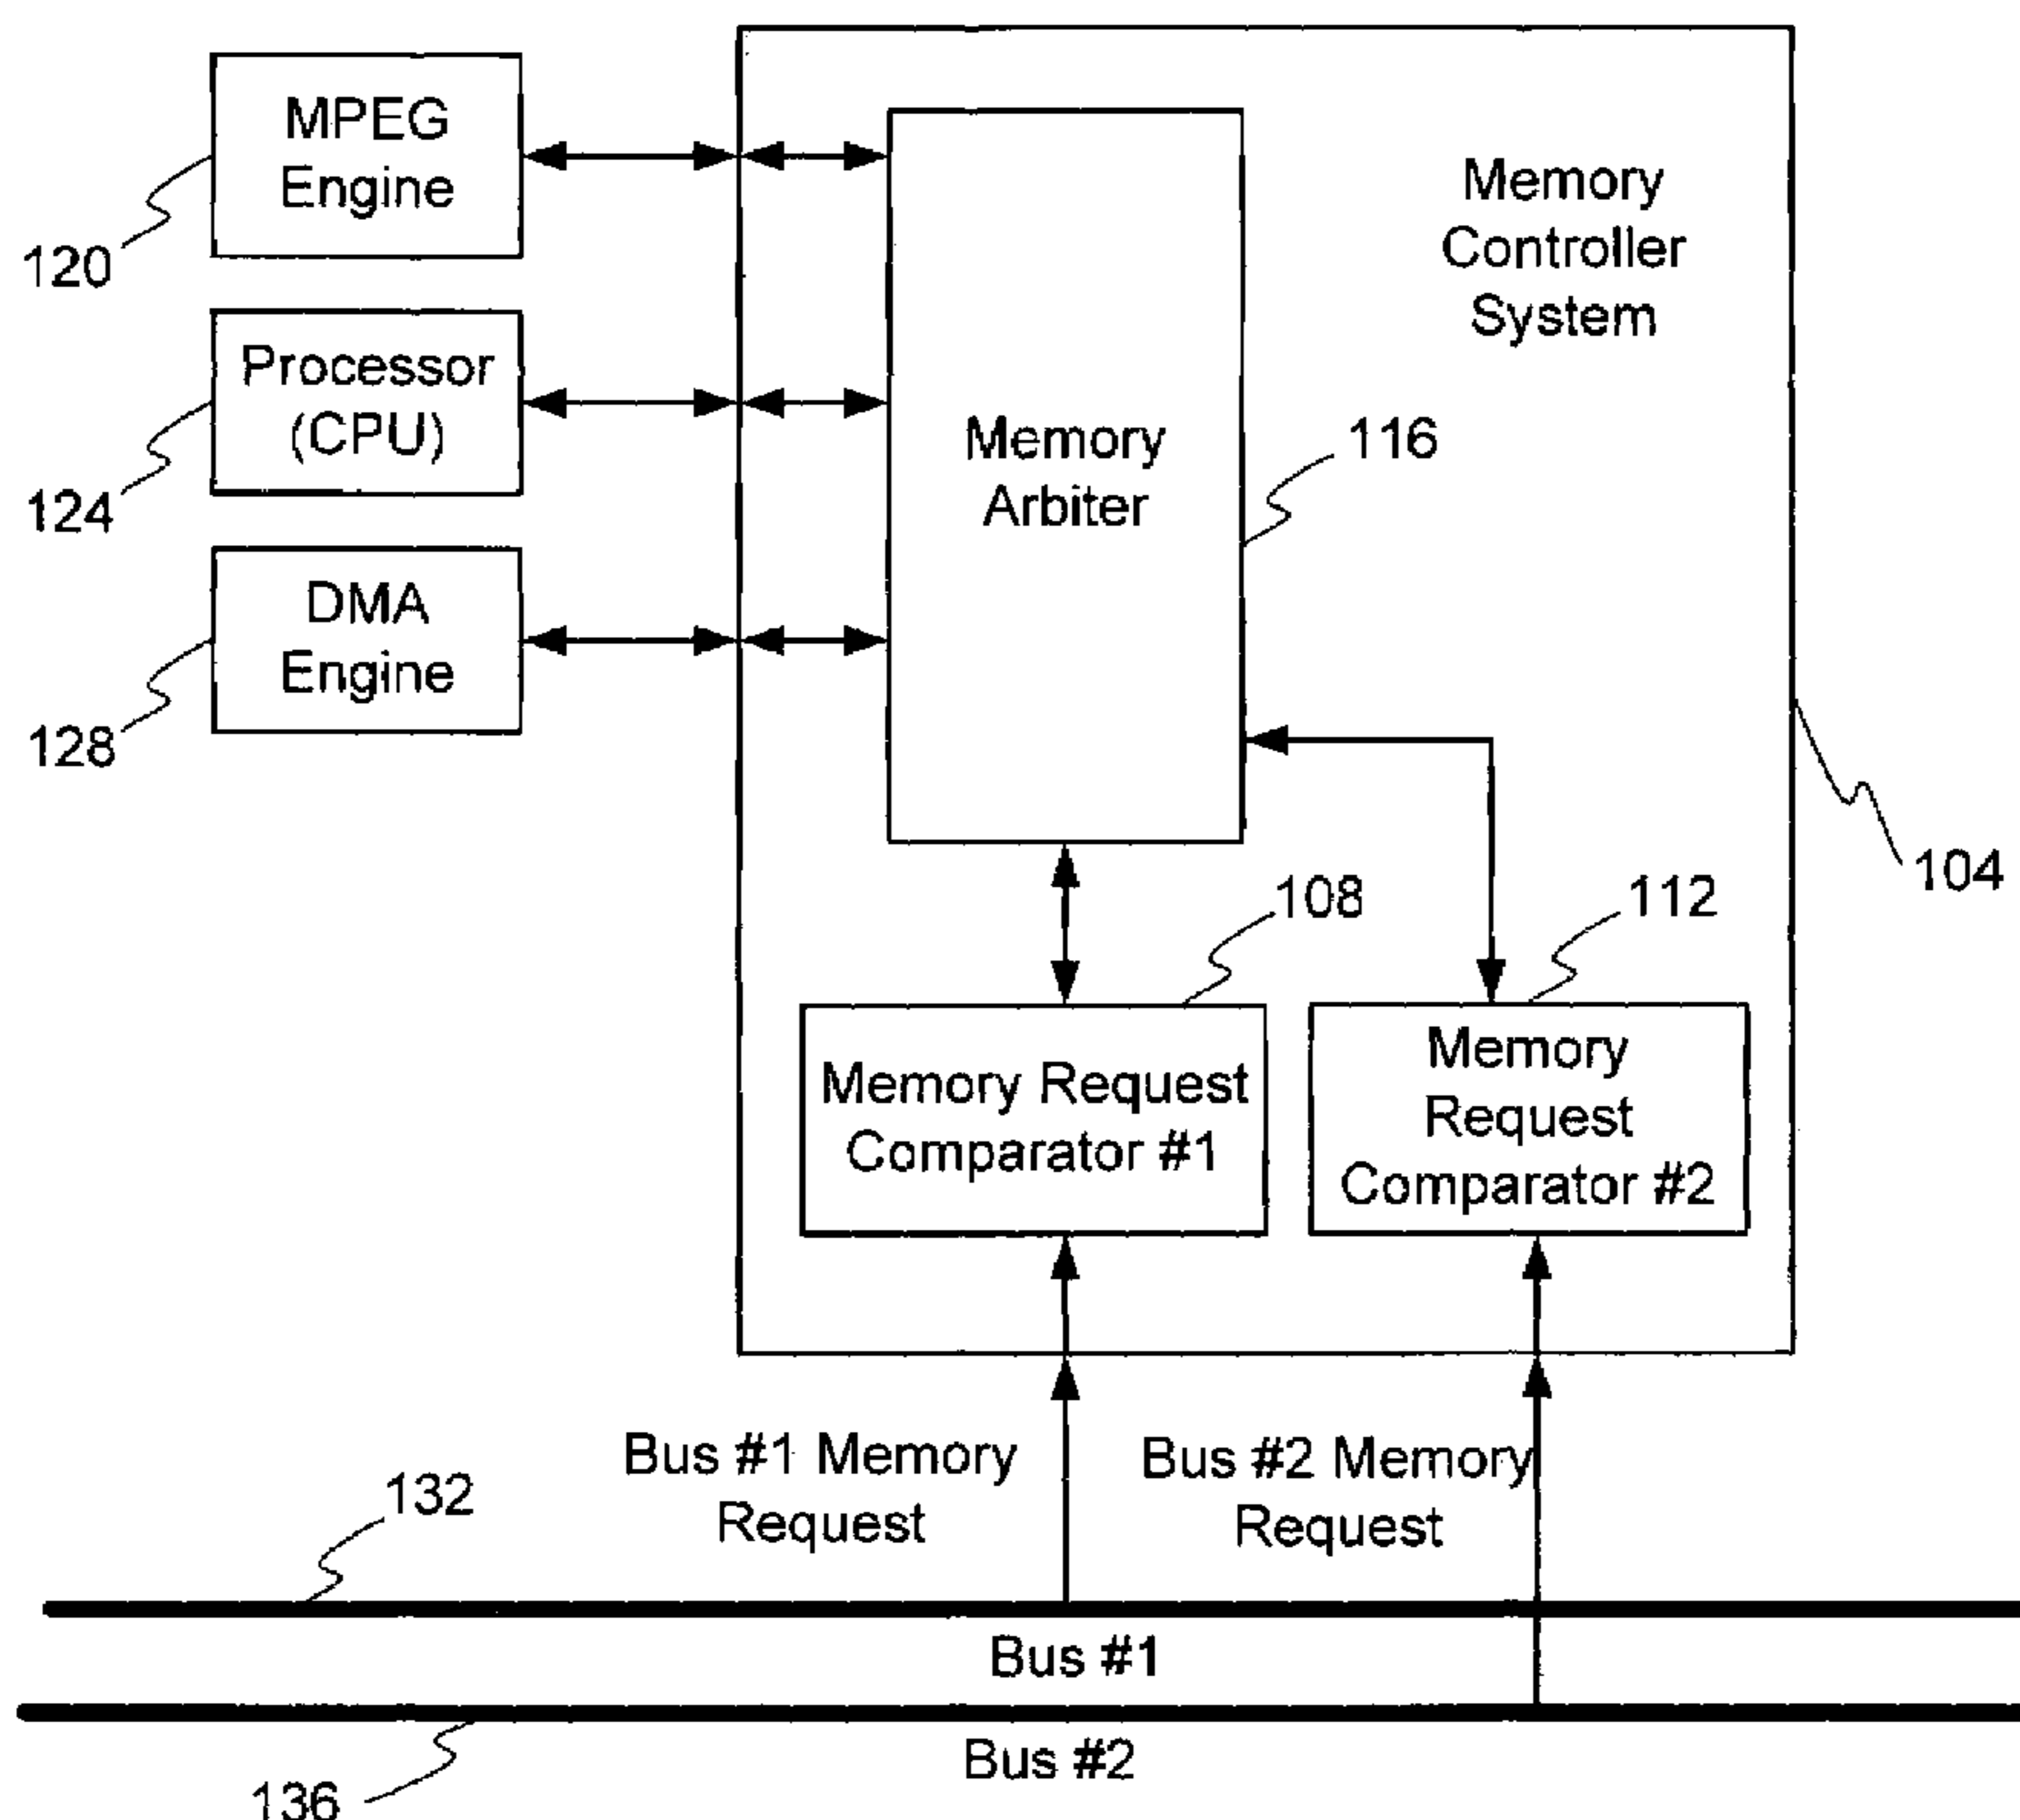 MPEG
Engine
120
Processor
(CPU)
124
DMA
Engine
128
Memory
Controller
System
Memory
Arbiter
116
104
108
112
Memory Request
Comparator #1
Memory
Request
Comparator #2
Bus #1 Memory
Request
Bus #2 Memory
Request
132
Bus #1
Bus #2
136